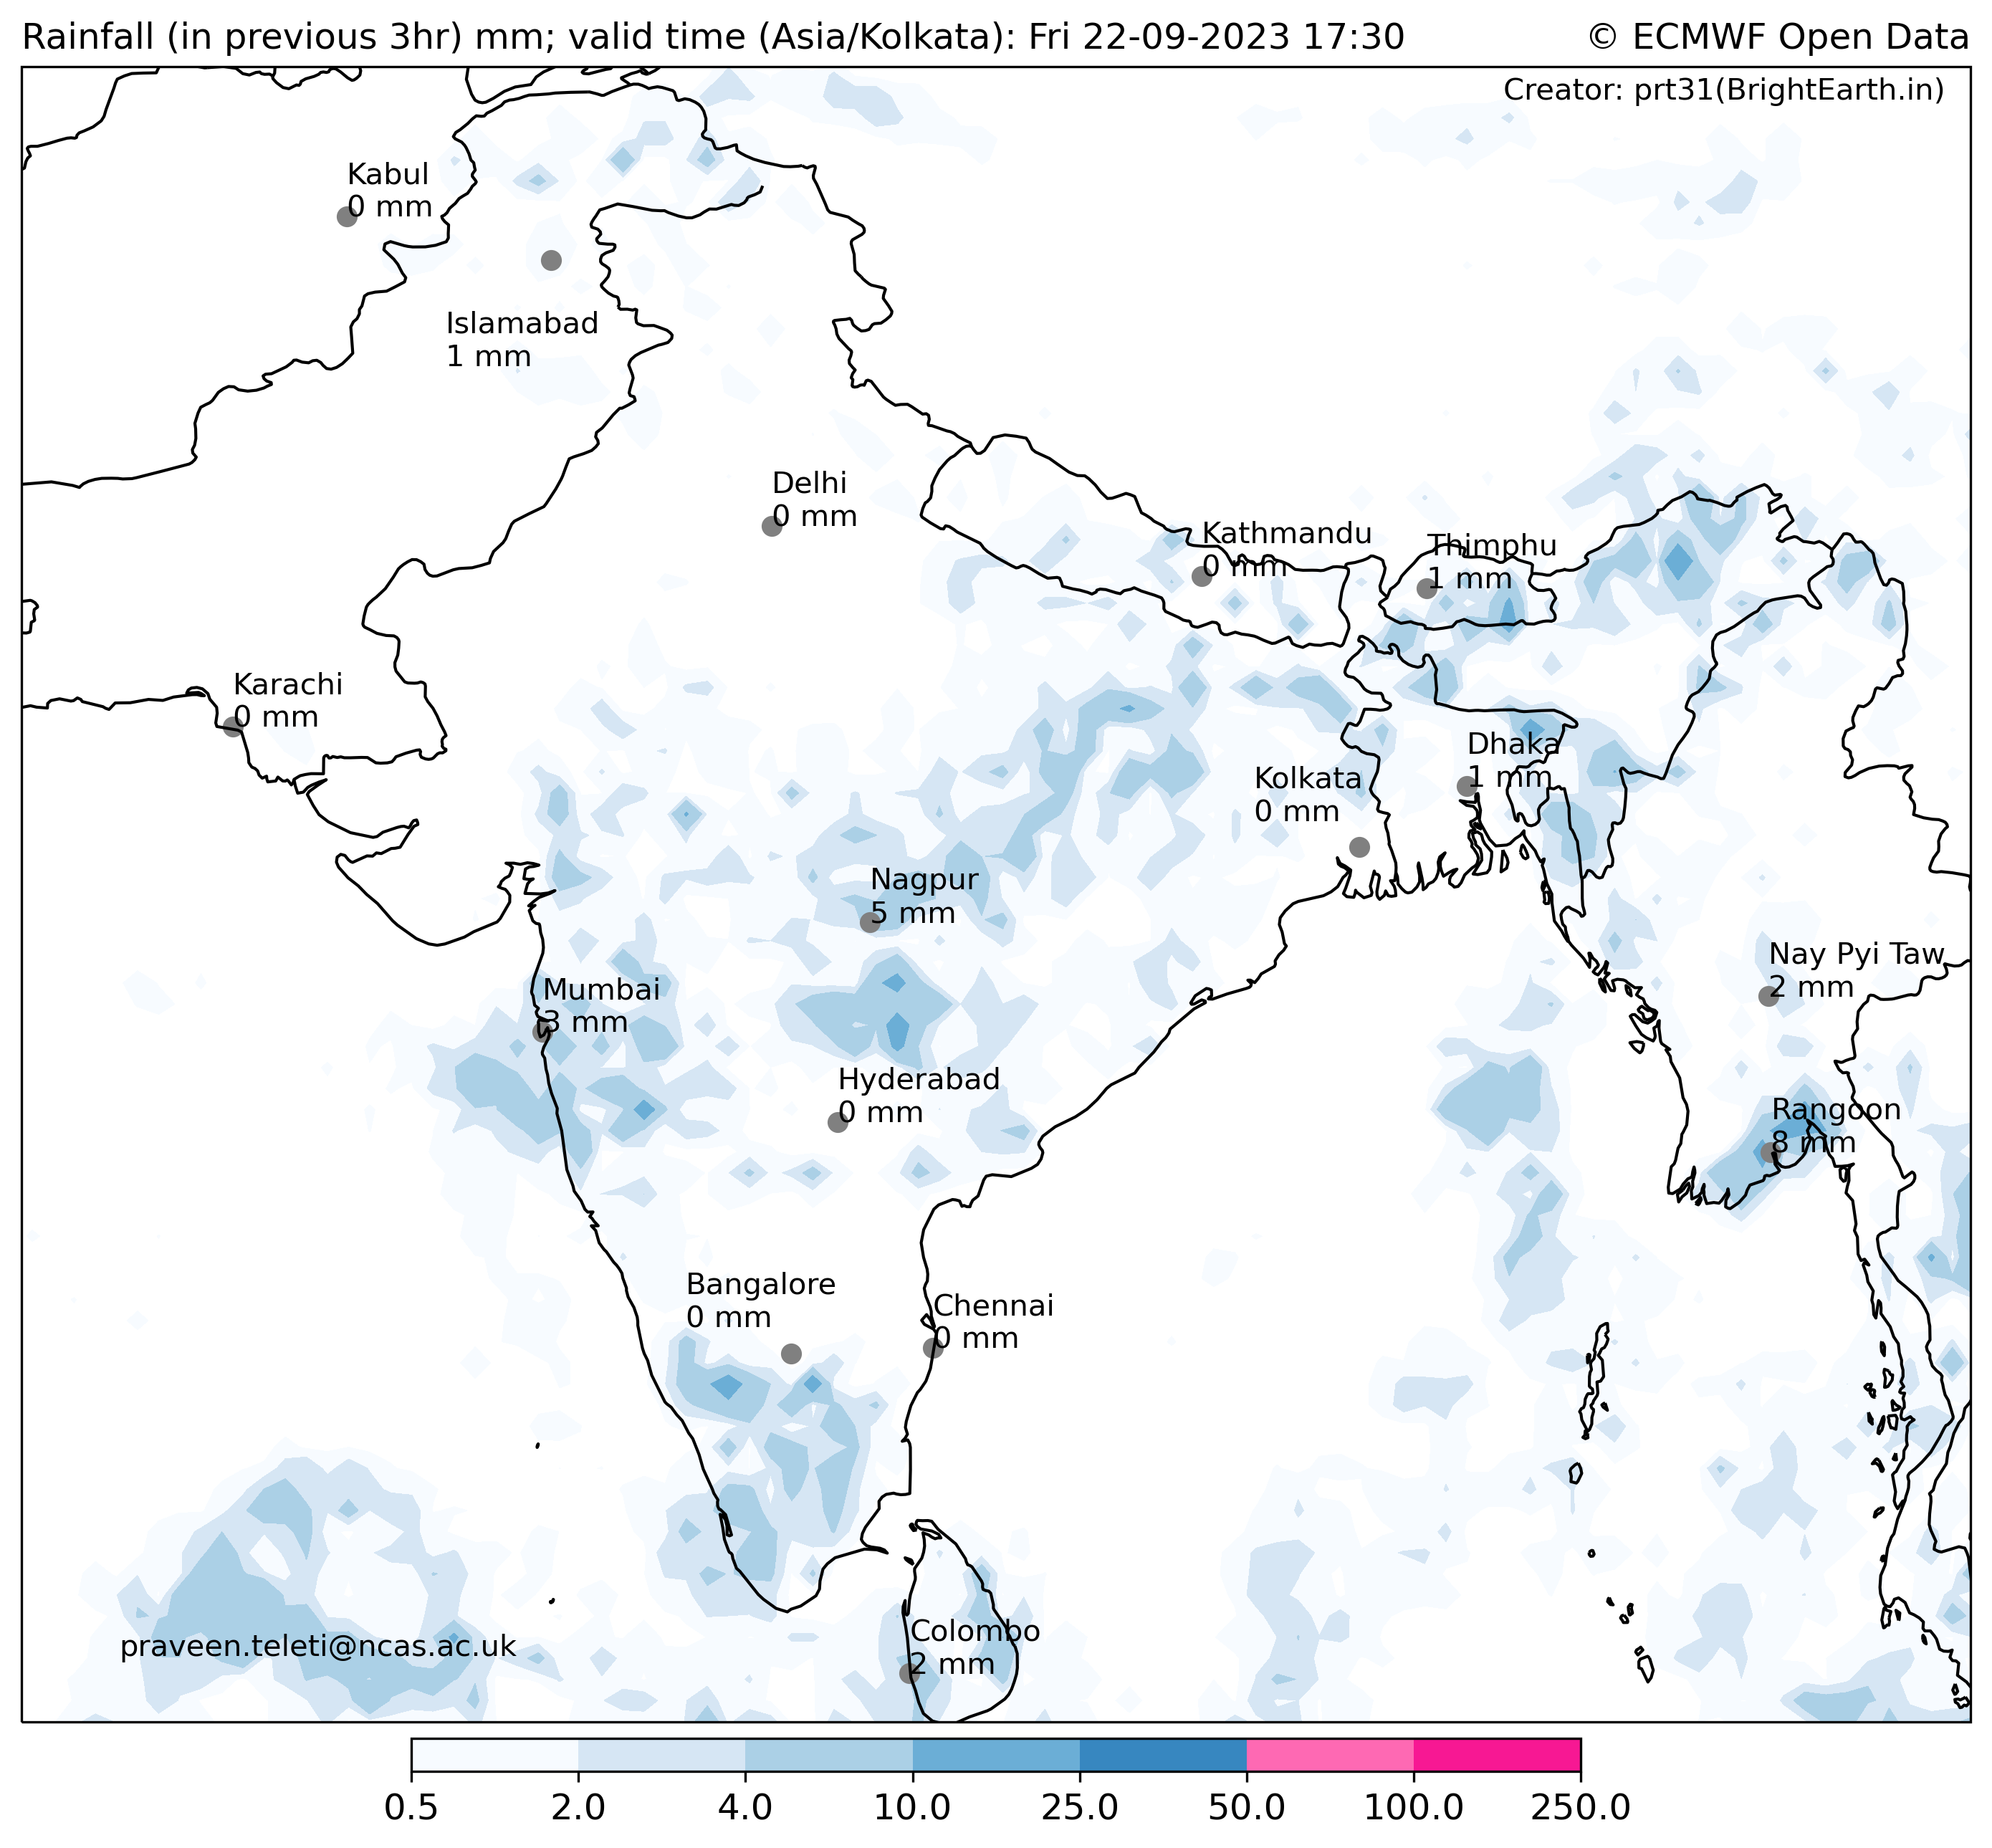 Rainfall (in previous 3hr) mm; valid time (Asia/Kolkata): Fri 22-09-2023 17:30
© ECMWF Open Data
Creator: prt31(BrightEarth.in)
Kabul
0 mm
Islamabad
1 mm
Delhi
0 mm
Kathmandu
0 mm
Thimphu
1 mm
Karachi
0 mm
Dhaka
1 mm
Kolkata
0 mm
Nagpur
5 mm
Nay Pyi Taw
2 mm
Mumbai
3 mm
Hyderabad
0 mm
Rangoon
8 mm
Bangalore
0 mm
Chennai
0 mm
Colombo
2 mm
praveen.teleti@ncas.ac.uk
0.5 2.0 4.0 10.0 25.0 50.0 100.0 250.0